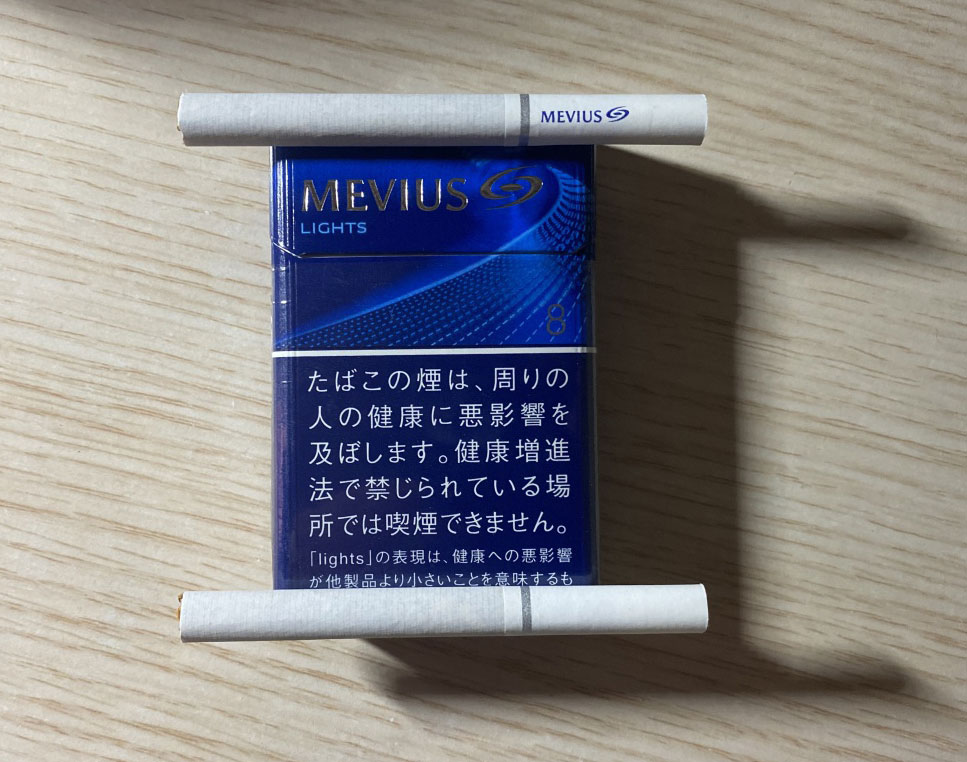 MEVIUS
MEVIUS
LIGHTS
8
たばこの煙は、周りの
人の健康に悪影響を
及ぼします。健康増進
法で禁じられている場
所では喫煙できません。
「lights」の表現は、健康への悪影響
が他製品より小さいことを意味するも